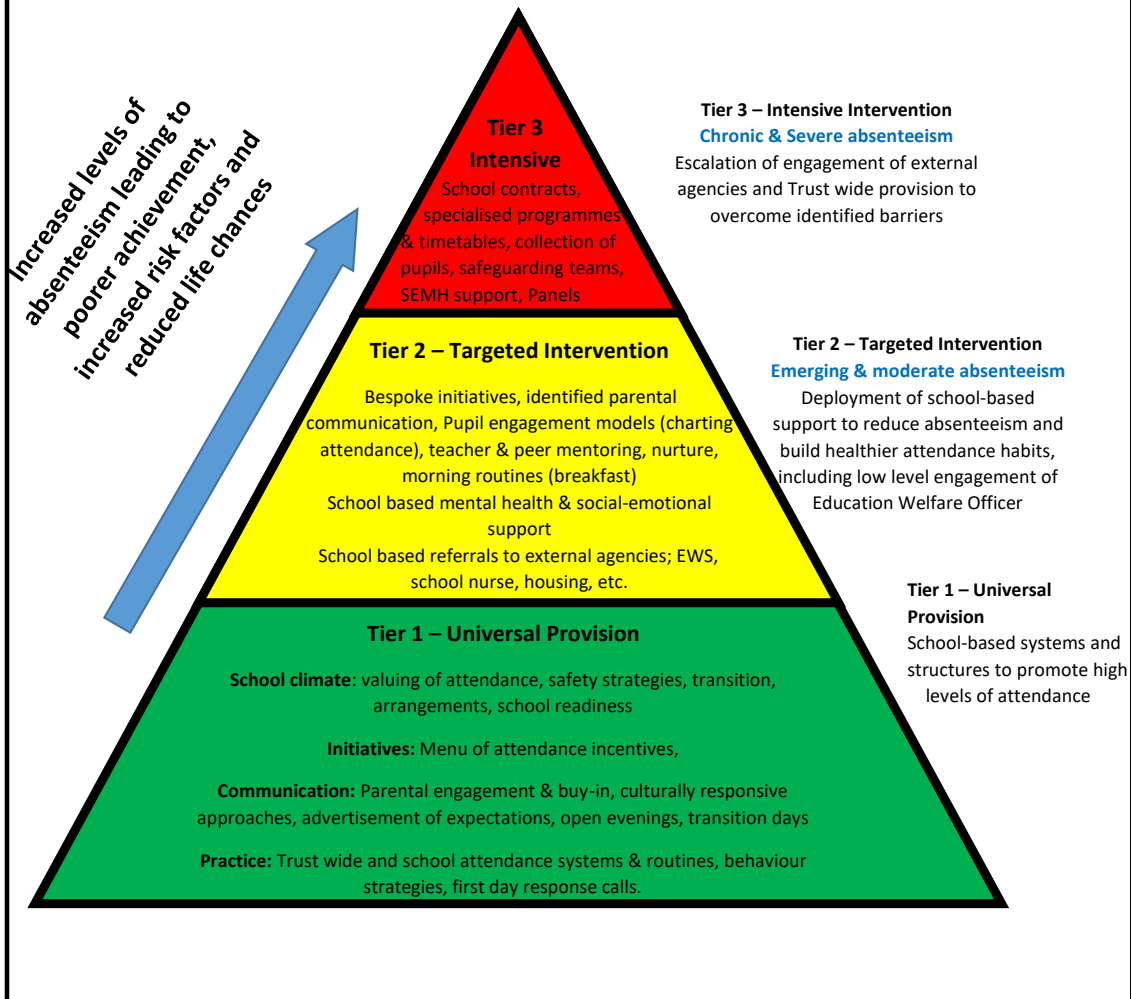 Increased levels of
absenteeism leading to
poorer achievement,
increased risk factors and
reduced life chances
Tier 3
Intensive
School contracts,
specialised programmes
& timetables, collection of
pupils, safeguarding teams,
SEMH support, Panels
Tier 3 – Intensive Intervention
Chronic & Severe absenteeism
Escalation of engagement of external
agencies and Trust wide provision to
overcome identified barriers
Tier 2 – Targeted Intervention
Bespoke initiatives, identified parental
communication, Pupil engagement models (charting
attendance), teacher & peer mentoring, nurture,
morning routines (breakfast)
School based mental health & social-emotional
support
School based referrals to external agencies; EWS,
school nurse, housing, etc.
Tier 2 – Targeted Intervention
Emerging & moderate absenteeism
Deployment of school-based
support to reduce absenteeism and
build healthier attendance habits,
including low level engagement of
Education Welfare Officer
Tier 1 – Universal Provision
School climate: valuing of attendance, safety strategies, transition,
arrangements, school readiness
Initiatives: Menu of attendance incentives,
Communication: Parental engagement & buy-in, culturally responsive
approaches, advertisement of expectations, open evenings, transition days
Practice: Trust wide and school attendance systems & routines, behaviour
strategies, first day response calls.
Tier 1 – Universal
Provision
School-based systems and
structures to promote high
levels of attendance